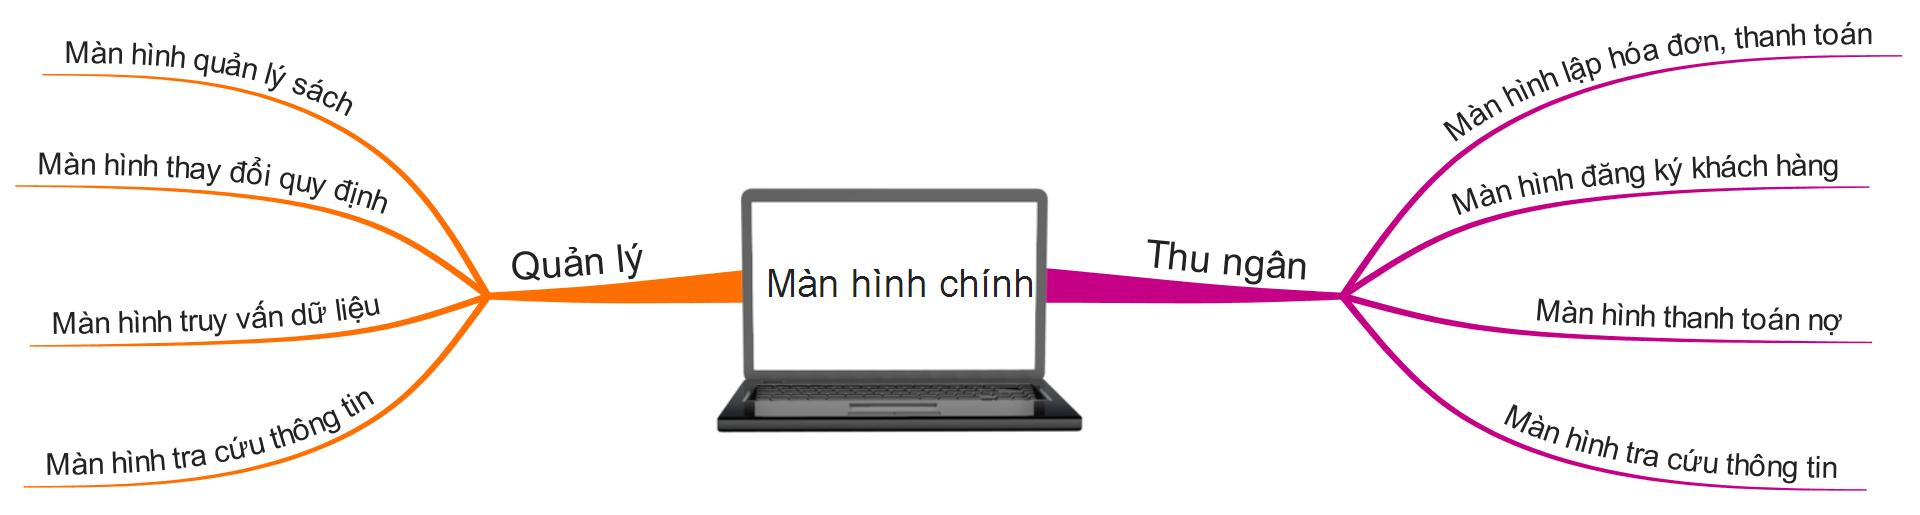 Màn hình quản lý sách
Màn hình thay đổi quy định
Màn hình truy vấn dữ liệu
Màn hình tra cứu thông tin
Quản lý
Màn hình chính
Thu ngân
Màn hình lập hóa đơn, thanh toán
Màn hình đăng ký khách hàng
Màn hình thanh toán nợ
Màn hình tra cứu thông tin